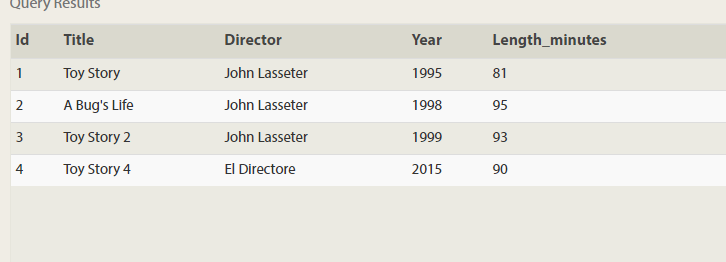 Query Results
Id Title Director Year Length_minutes
1 Toy Story John Lasseter 1995 81
2 A Bug's Life John Lasseter 1998 95
3 Toy Story 2 John Lasseter 1999 93
4 Toy Story 4 El Directore 2015 90